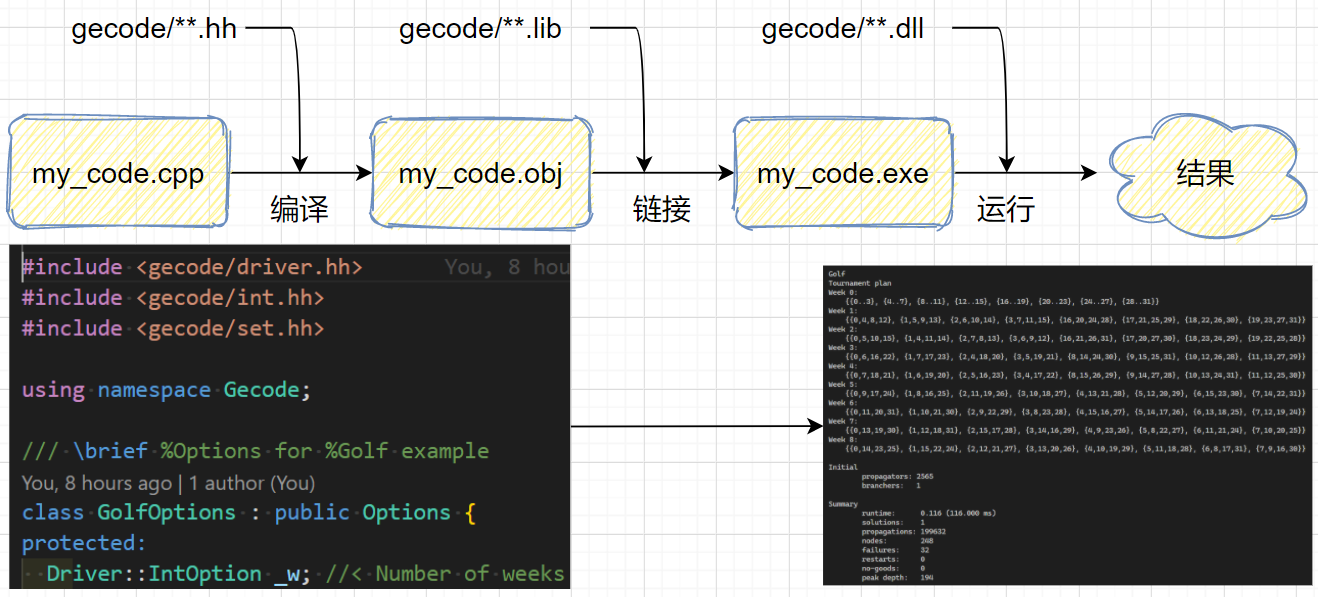 gecode/**.hh
gecode/**.lib
gecode/**.dll
my_code.cpp
编译
my_code.obj
链接
my_code.exe
运行
结果
#include <gecode/driver.hh>
You, 8 hou
#include <gecode/int.hh>
#include <gecode/set.hh>
using namespace Gecode;
/// \brief %Options for %Golf example
You, 8 hours ago | 1 author (You)
class GolfOptions : public Options {
protected:
Driver::IntOption _w; //< Number of weeks
Golf
Tournament plan
Week 0:
{{0..3}, {4..7}, {8..11}, {12..15}, {16..19}, {20..23}, {24..27}, {28..31}}
Week 1:
{{0,4,8,12}, {1,5,9,13}, {2,6,10,14}, {3,7,11,15}, {16,20,24,28}, {17,21,25,29}, {18,22,26,30}, {19,23,27,31}}
Week 2:
{{0,5,10,15}, {1,4,11,14}, {2,7,8,13}, {3,6,9,12}, {16,21,26,31}, {17,20,27,30}, {18,23,24,29}, {19,22,25,28}}
Week 3:
{{0,6,16,22}, {1,7,17,23}, {2,4,18,20}, {3,5,19,21}, {8,14,24,30}, {9,15,25,31}, {10,12,26,28}, {11,13,27,29}}
Week 4:
{{0,7,18,21}, {1,6,19,20}, {2,5,16,23}, {3,4,17,22}, {8,15,26,29}, {9,14,27,28}, {10,13,24,31}, {11,12,25,30}}
Week 5:
{{0,9,17,24}, {1,8,16,25}, {2,11,19,26}, {3,10,18,27}, {4,13,21,28}, {5,12,20,29}, {6,15,23,30}, {7,14,22,31}}
Week 6:
{{0,11,20,31}, {1,10,21,30}, {2,9,22,29}, {3,8,23,28}, {4,15,16,27}, {5,14,17,26}, {6,13,18,25}, {7,12,19,24}}
Week 7:
{{0,13,19,30}, {1,12,18,31}, {2,15,17,28}, {3,14,16,29}, {4,9,23,26}, {5,8,22,27}, {6,11,21,24}, {7,10,20,25}}
Week 8:
{{0,14,23,25}, {1,15,22,24}, {2,12,21,27}, {3,13,20,26}, {4,10,19,29}, {5,11,18,28}, {6,8,17,31}, {7,9,16,30}}
Initial
propagators: 2565
branchers: 1
Summary
runtime: 0.116 (116.000 ms)
solutions: 1
propagations: 199632
nodes: 248
failures: 32
restarts: 0
no-goods: 0
peak depth: 194